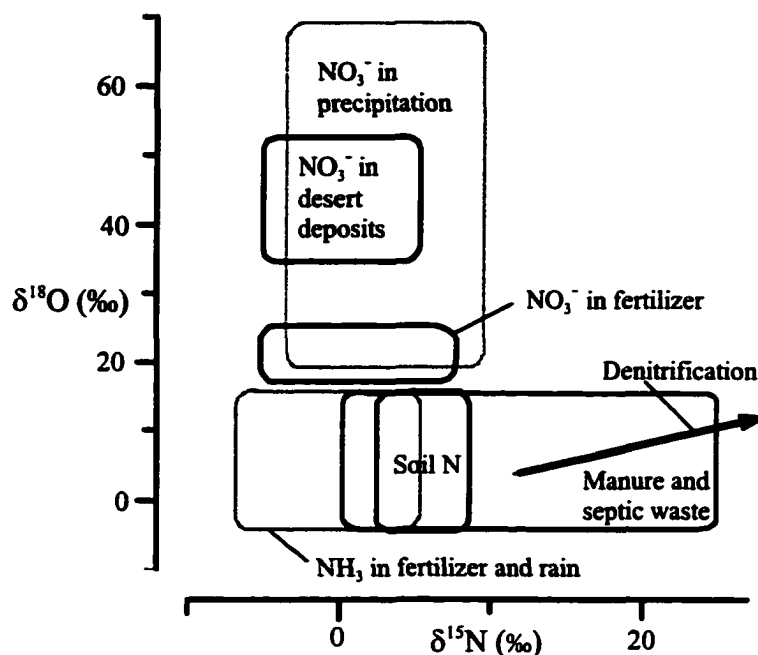 60
NO₃⁻ in
precipitation
NO₃⁻ in
desert
deposits
40
δ¹⁸O (‰)
NO₃⁻ in fertilizer
20
Denitrification
Soil N
Manure and
septic waste
0
NH₃ in fertilizer and rain
0
δ¹⁵N (‰)
20